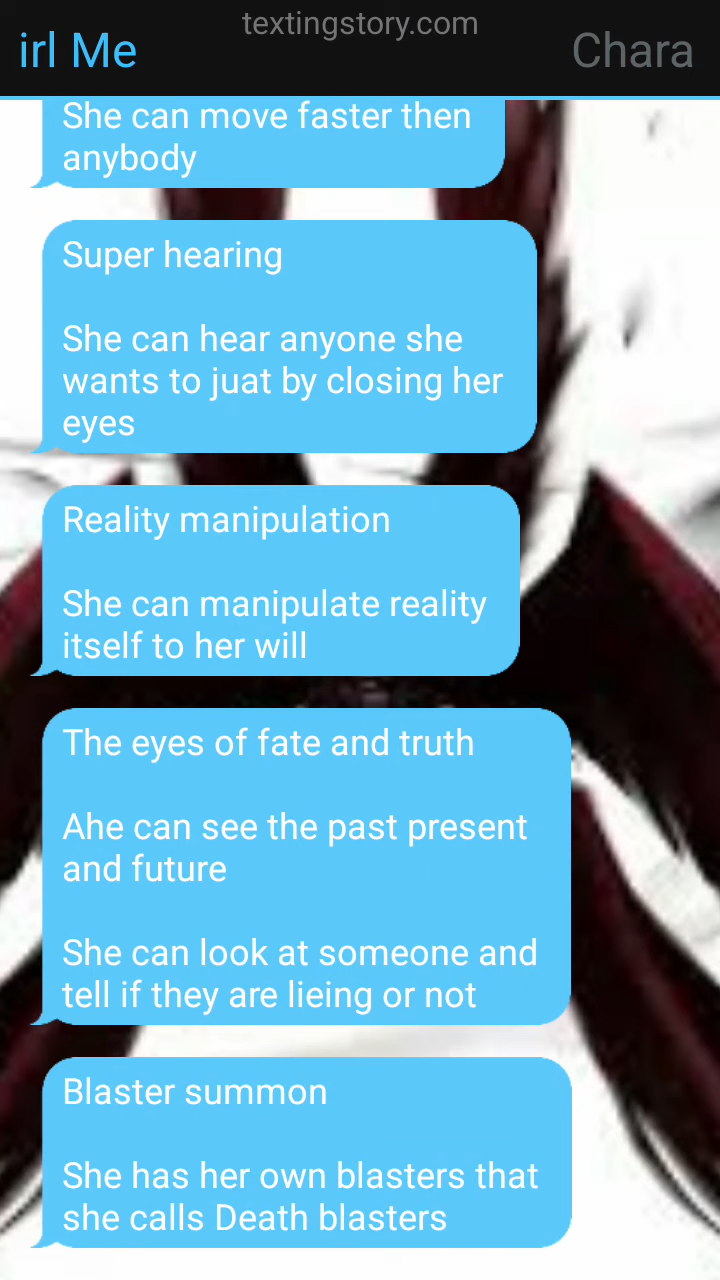 textingstory.com
irl Me
Chara
She can move faster then
anybody
Super hearing
She can hear anyone she
wants to juat by closing her
eyes
Reality manipulation
She can manipulate reality
itself to her will
The eyes of fate and truth
Ahe can see the past present
and future
She can look at someone and
tell if they are lieing or not
Blaster summon
She has her own blasters that
she calls Death blasters